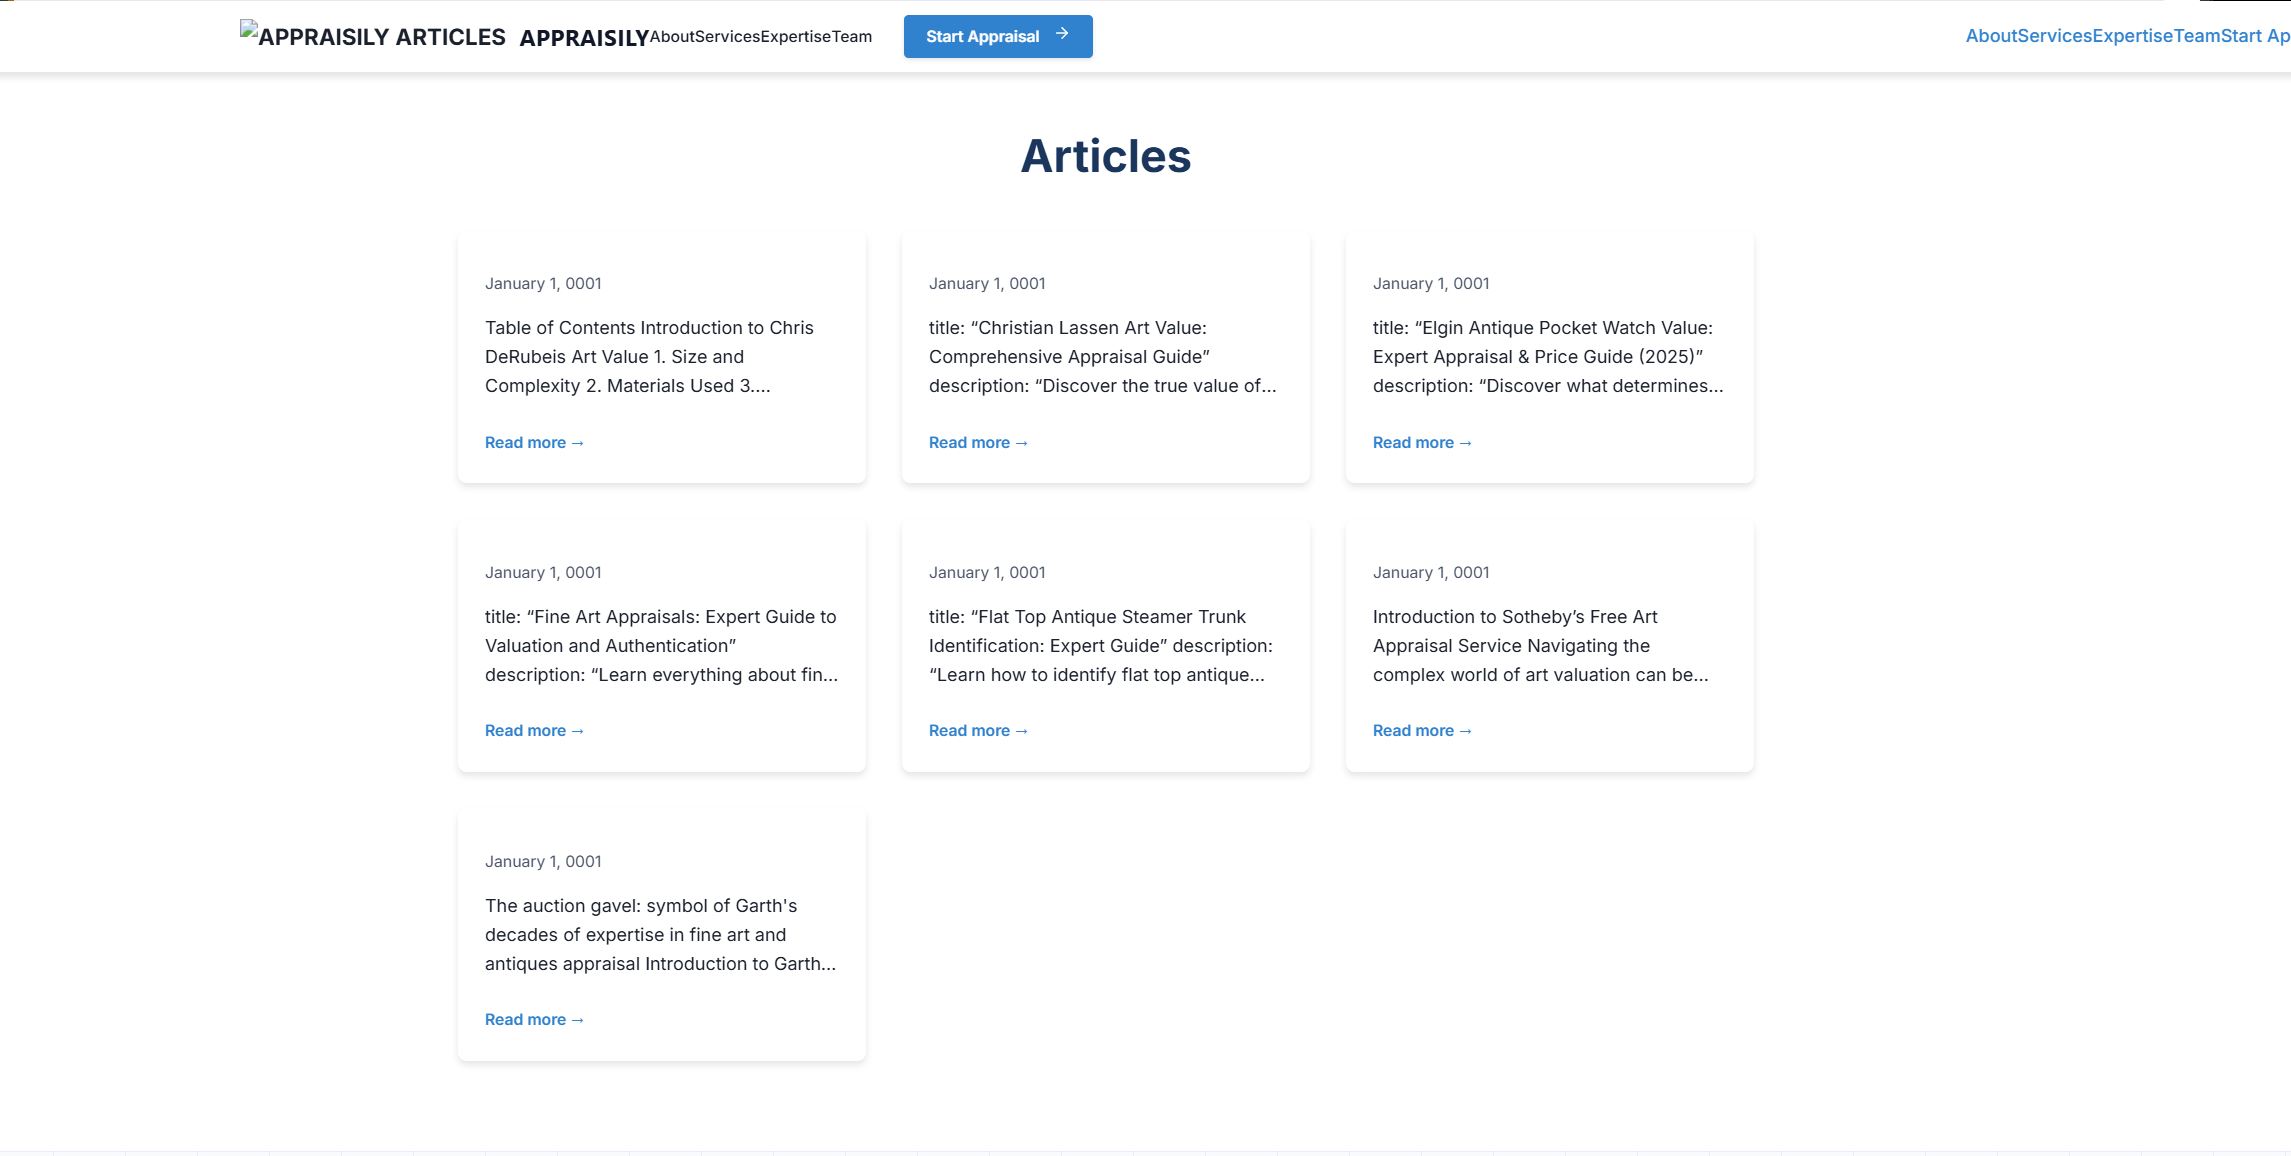 APPRAISILY ARTICLES APPRAISILYAboutServicesExpertiseTeam Start Appraisal → AboutServicesExpertiseTeamStart Ap
Articles
January 1, 0001
Table of Contents Introduction to Chris
DeRubeis Art Value 1. Size and
Complexity 2. Materials Used 3....
Read more →
January 1, 0001
title: “Christian Lassen Art Value:
Comprehensive Appraisal Guide”
description: “Discover the true value of...
Read more →
January 1, 0001
title: “Elgin Antique Pocket Watch Value:
Expert Appraisal & Price Guide (2025)”
description: “Discover what determines...
Read more →
January 1, 0001
title: “Fine Art Appraisals: Expert Guide to
Valuation and Authentication”
description: “Learn everything about fin...
Read more →
January 1, 0001
title: “Flat Top Antique Steamer Trunk
Identification: Expert Guide” description:
“Learn how to identify flat top antique...
Read more →
January 1, 0001
Introduction to Sotheby’s Free Art
Appraisal Service Navigating the
complex world of art valuation can be...
Read more →
January 1, 0001
The auction gavel: symbol of Garth's
decades of expertise in fine art and
antiques appraisal Introduction to Garth...
Read more →